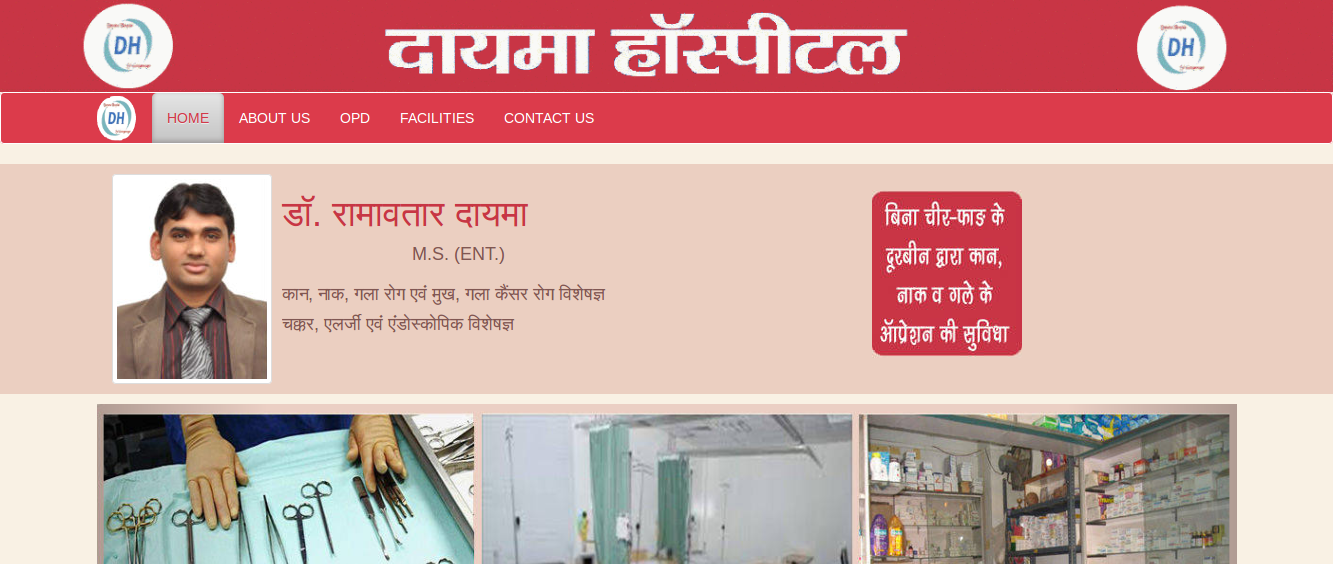 DH
दायमा हॉस्पीटल
DH
DH
HOME ABOUT US OPD FACILITIES CONTACT US
डॉ. रामावतार दायमा
M.S. (ENT.)
कान, नाक, गला रोग एवं मुख, गला कैंसर रोग विशेषज्ञ
चक्कर, एलर्जी एवं एंडोस्कोपिक विशेषज्ञ
बिना चीर-फाड के
दूरबीन द्वारा कान,
नाक व गले के
ऑप्रेशन की सुविधा